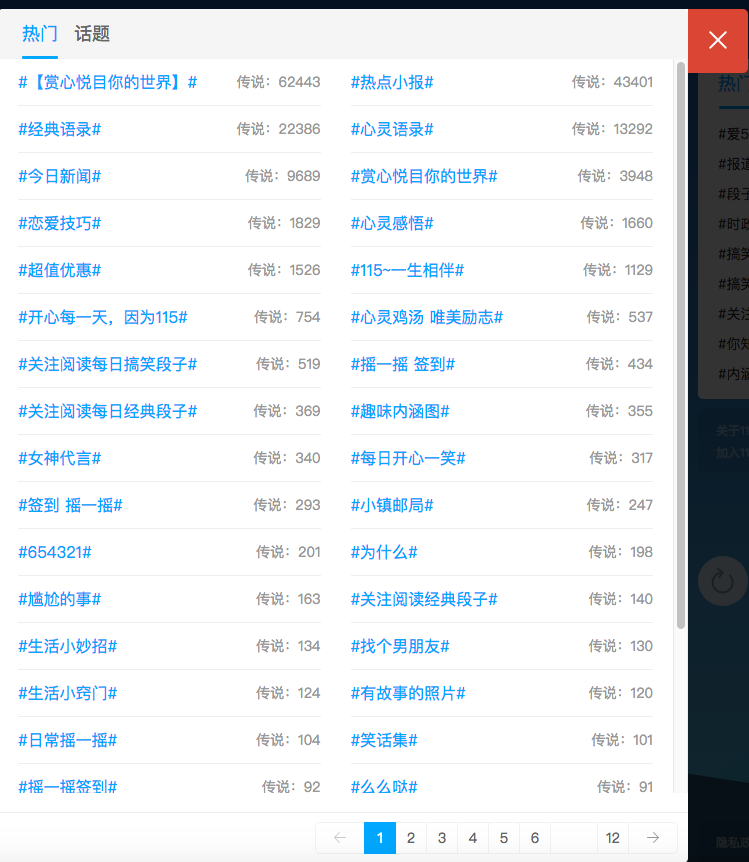 热门 话题
#【赏心悦目你的世界】# 传说：62443 #热点小报# 传说：43401
#经典语录# 传说：22386 #心灵语录# 传说：13292
#今日新闻# 传说：9689 #赏心悦目你的世界# 传说：3948
#恋爱技巧# 传说：1829 #心灵感悟# 传说：1660
#超值优惠# 传说：1526 #115~一生相伴# 传说：1129
#开心每一天，因为115# 传说：754 #心灵鸡汤 唯美励志# 传说：537
#关注阅读每日搞笑段子# 传说：519 #摇一摇 签到# 传说：434
#关注阅读每日经典段子# 传说：369 #趣味内涵图# 传说：355
#女神代言# 传说：340 #每日开心一笑# 传说：317
#签到 摇一摇# 传说：293 #小镇邮局# 传说：247
#654321# 传说：201 #为什么# 传说：198
#尴尬的事# 传说：163 #关注阅读经典段子# 传说：140
#生活小妙招# 传说：134 #找个男朋友# 传说：130
#生活小窍门# 传说：124 #有故事的照片# 传说：120
#日常摇一摇# 传说：104 #笑话集# 传说：101
#摇一摇签到# 传说：92 #么么哒# 传说：91
← 1 2 3 4 5 6 12 →
热门
#爱5
#报道
#段子
#时政
#搞笑
#搞笑
#关注
#你知
#内涵
关于11
加入11
隐私政